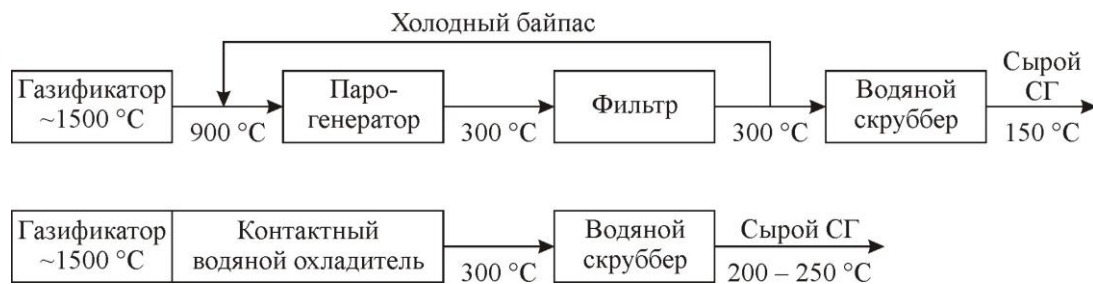 Холодный байпас
Газификатор
~1500 °C
900 °C
Паро-
генератор
300 °C
Фильтр
300 °C
Водяной
скруббер
Сырой
СГ
150 °C
Газификатор
~1500 °C
Контактный
водяной охладитель
300 °C
Водяной
скруббер
Сырой СГ
200 – 250 °C